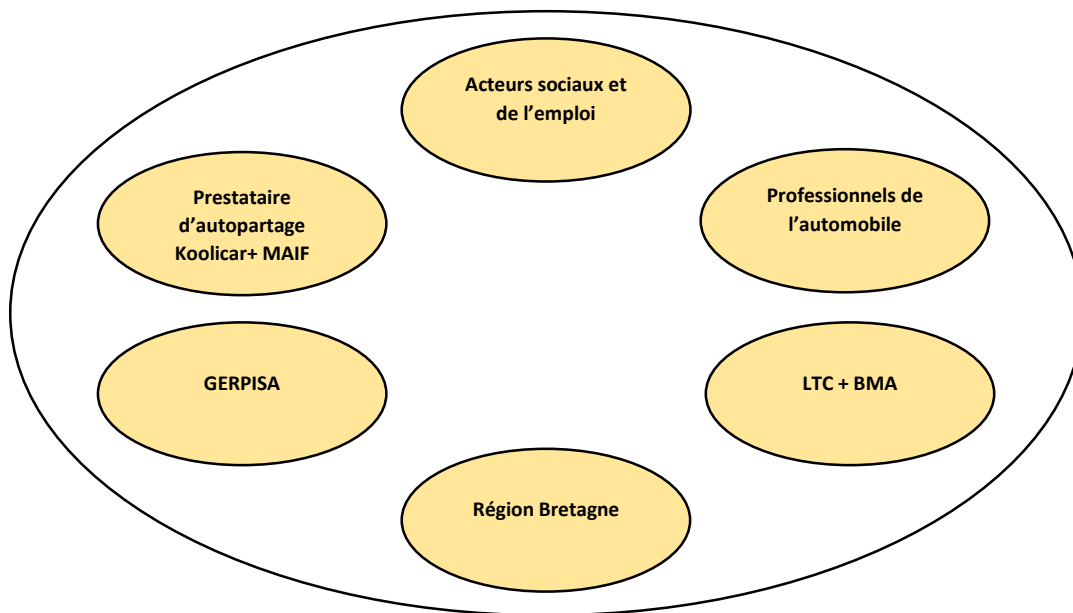 Acteurs sociaux et
de l’emploi
Prestataire
d’autopartage
Koolicar+ MAIF
Professionnels de
l’automobile
GERPISA
LTC + BMA
Région Bretagne